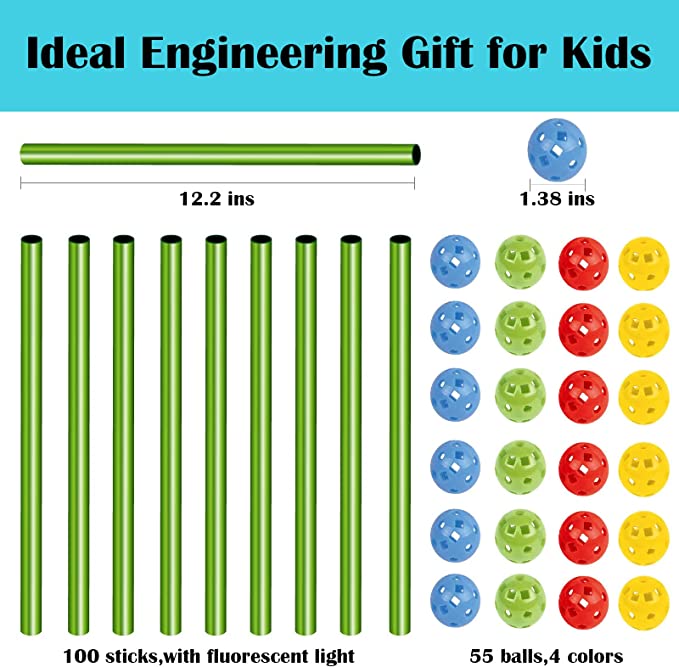 Ideal Engineering Gift for Kids
12.2 ins
1.38 ins
100 sticks,with fluorescent light
55 balls,4 colors